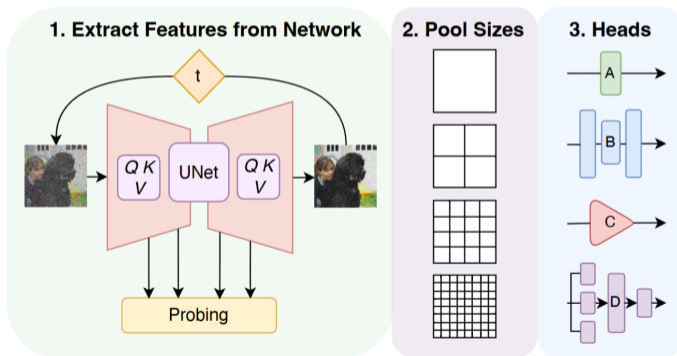 1. Extract Features from Network
t
Q K
V
UNet
Q K
V
Probing
2. Pool Sizes
3. Heads
A
B
C
D